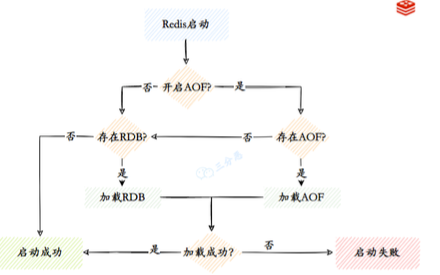 Redis启动
否 开启AOF? 是
否 存在RDB? 否 存在AOF?
是 是
加载RDB 加载AOF
启动成功 是 加载成功? 否 启动失败